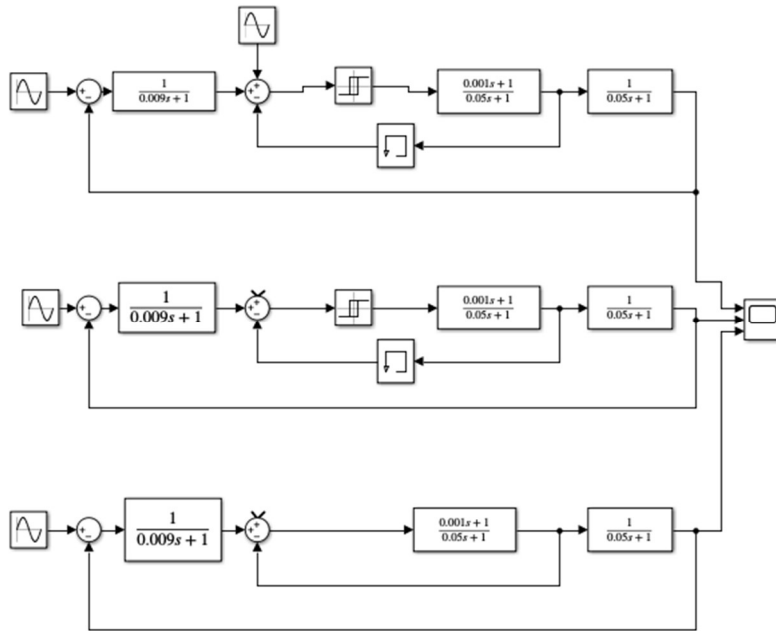 +
−
1
0.009s + 1
+
+
−
0.001s + 1
0.05s + 1
1
0.05s + 1
+
−
1
0.009s + 1
+
−
0.001s + 1
0.05s + 1
1
0.05s + 1
+
−
1
0.009s + 1
+
−
0.001s + 1
0.05s + 1
1
0.05s + 1